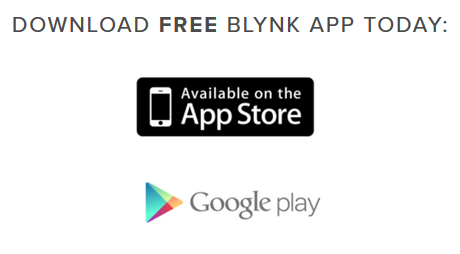 DOWNLOAD FREE BLYNK APP TODAY:
Available on the
App Store
Google play